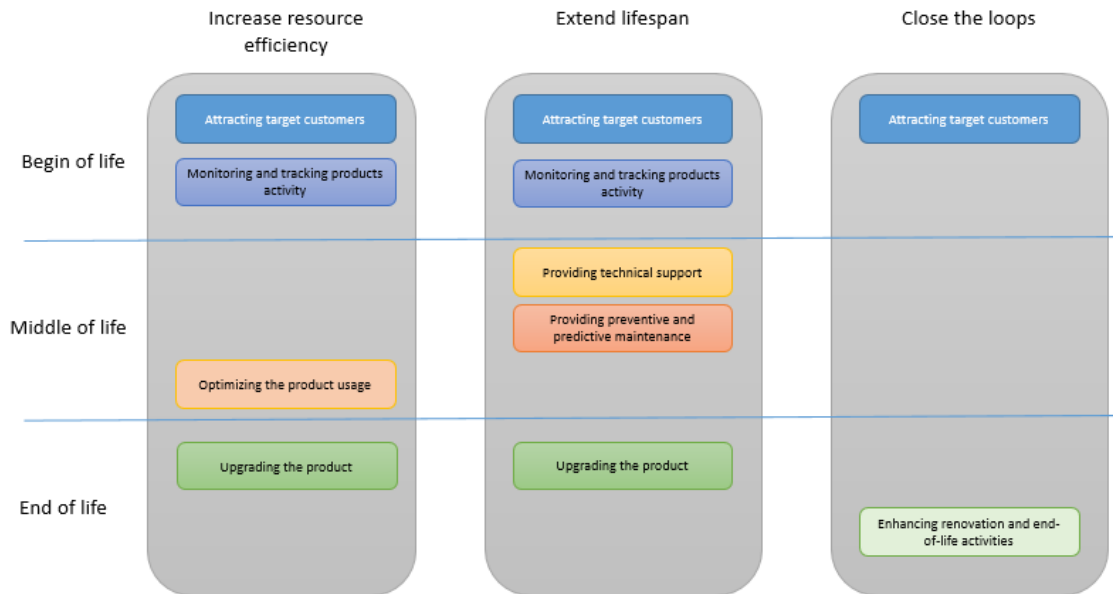 Increase resource
efficiency
Extend lifespan
Close the loops
Begin of life
Attracting target customers
Attracting target customers
Attracting target customers
Monitoring and tracking products
activity
Monitoring and tracking products
activity
Middle of life
Providing technical support
Providing preventive and
predictive maintenance
Optimizing the product usage
End of life
Upgrading the product
Upgrading the product
Enhancing renovation and end-
of-life activities